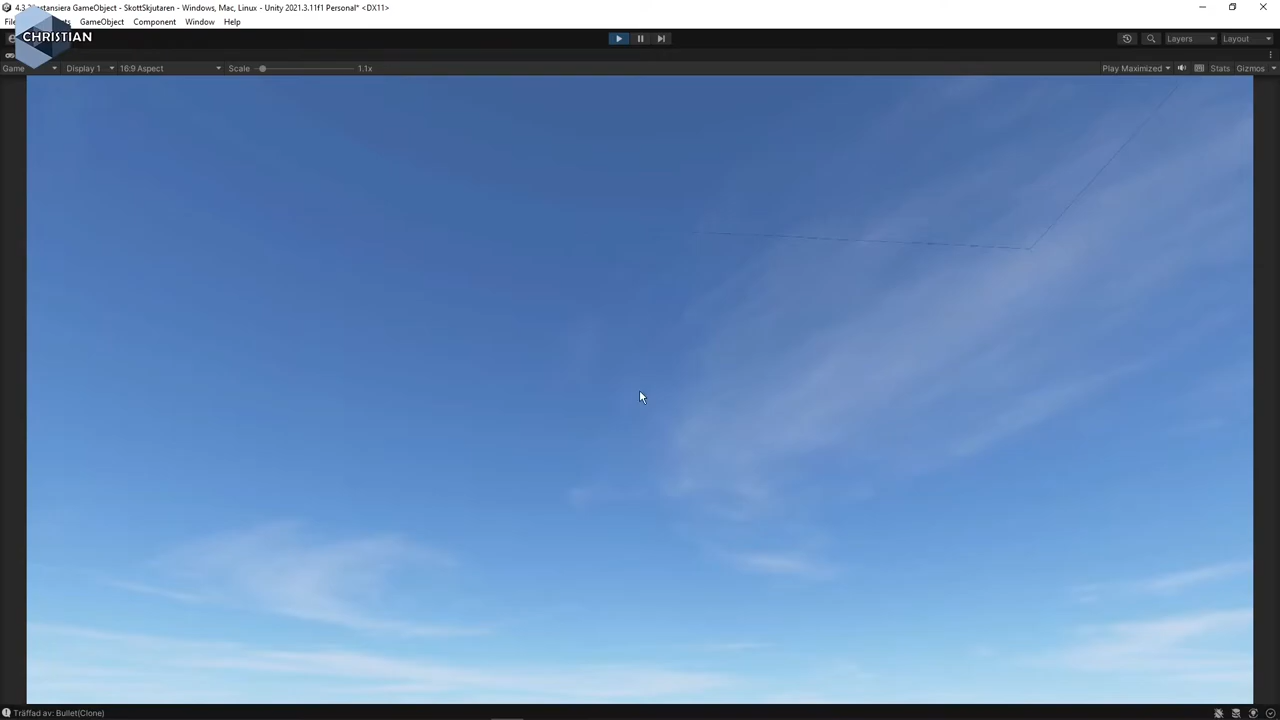 4.3 Instansiera GameObject - SkottSkjutaren - Windows, Mac, Linux - Unity 2021.3.11f1 Personal* <DX11>
GameObject Component Window Help
CHRISTIAN
Layers Layout
Game Display 1 16:9 Aspect Scale 1.1x Play Maximized Stats Gizmos
Träffad av: Bullet(Clone)